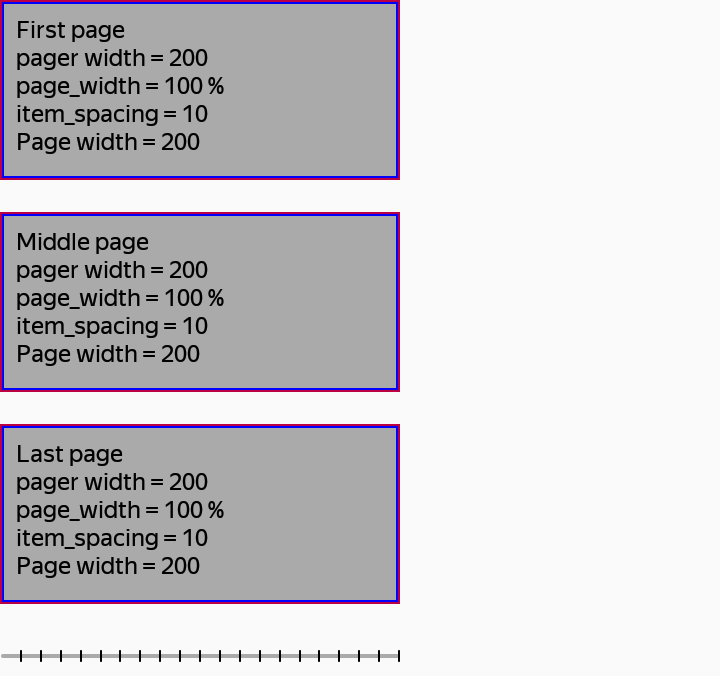 First page
pager width = 200
page_width = 100 %
item_spacing = 10
Page width = 200
Middle page
pager width = 200
page_width = 100 %
item_spacing = 10
Page width = 200
Last page
pager width = 200
page_width = 100 %
item_spacing = 10
Page width = 200